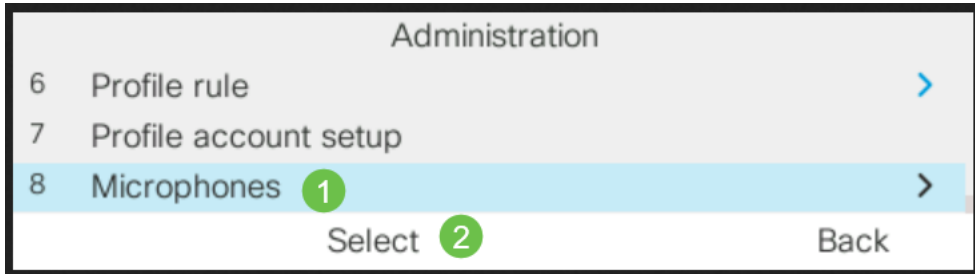 Administration
6 Profile rule
7 Profile account setup
8 Microphones 1
Select 2 Back